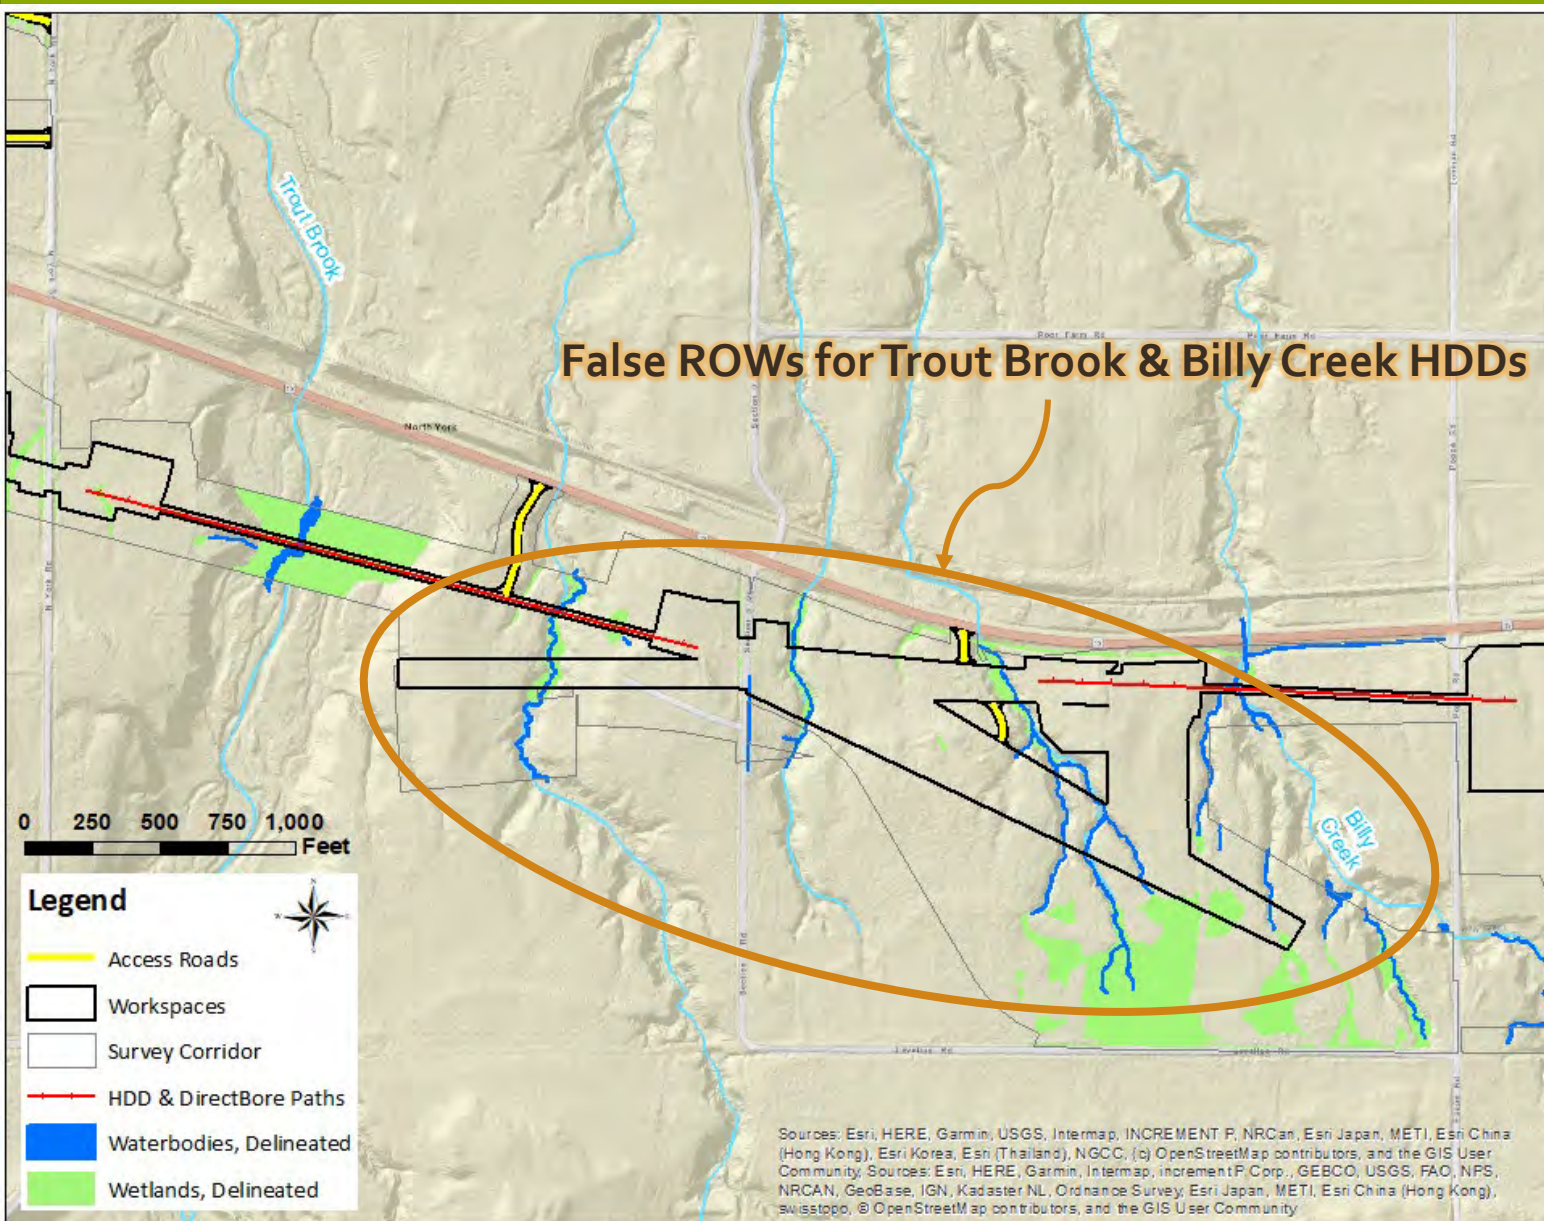 N York Rd
Trout Brook
Poor Farm Rd
Poor Farm Rd
False ROWs for Trout Brook & Billy Creek HDDs
North York
N York Rd
Billy
Creek
0 250 500 750 1,000
Feet
Legend
N
Access Roads
Workspaces
Survey Corridor
HDD & DirectBore Paths
Waterbodies, Delineated
Wetlands, Delineated
Sources: Esri, HERE, Garmin, USGS, Intermap, INCREMENT P, NRCan, Esri Japan, METI, Esri China
(Hong Kong), Esri Korea, Esri (Thailand), NGCC, (c) OpenStreetMap contributors, and the GIS User
Community, Sources: Esri, HERE, Garmin, Intermap, increment P Corp., GEBCO, USGS, FAO, NPS,
NRCAN, GeoBase, IGN, Kadaster NL, Ordnance Survey, Esri Japan, METI, Esri China (Hong Kong),
swisstopo, © OpenStreetMap contributors, and the GIS User Community